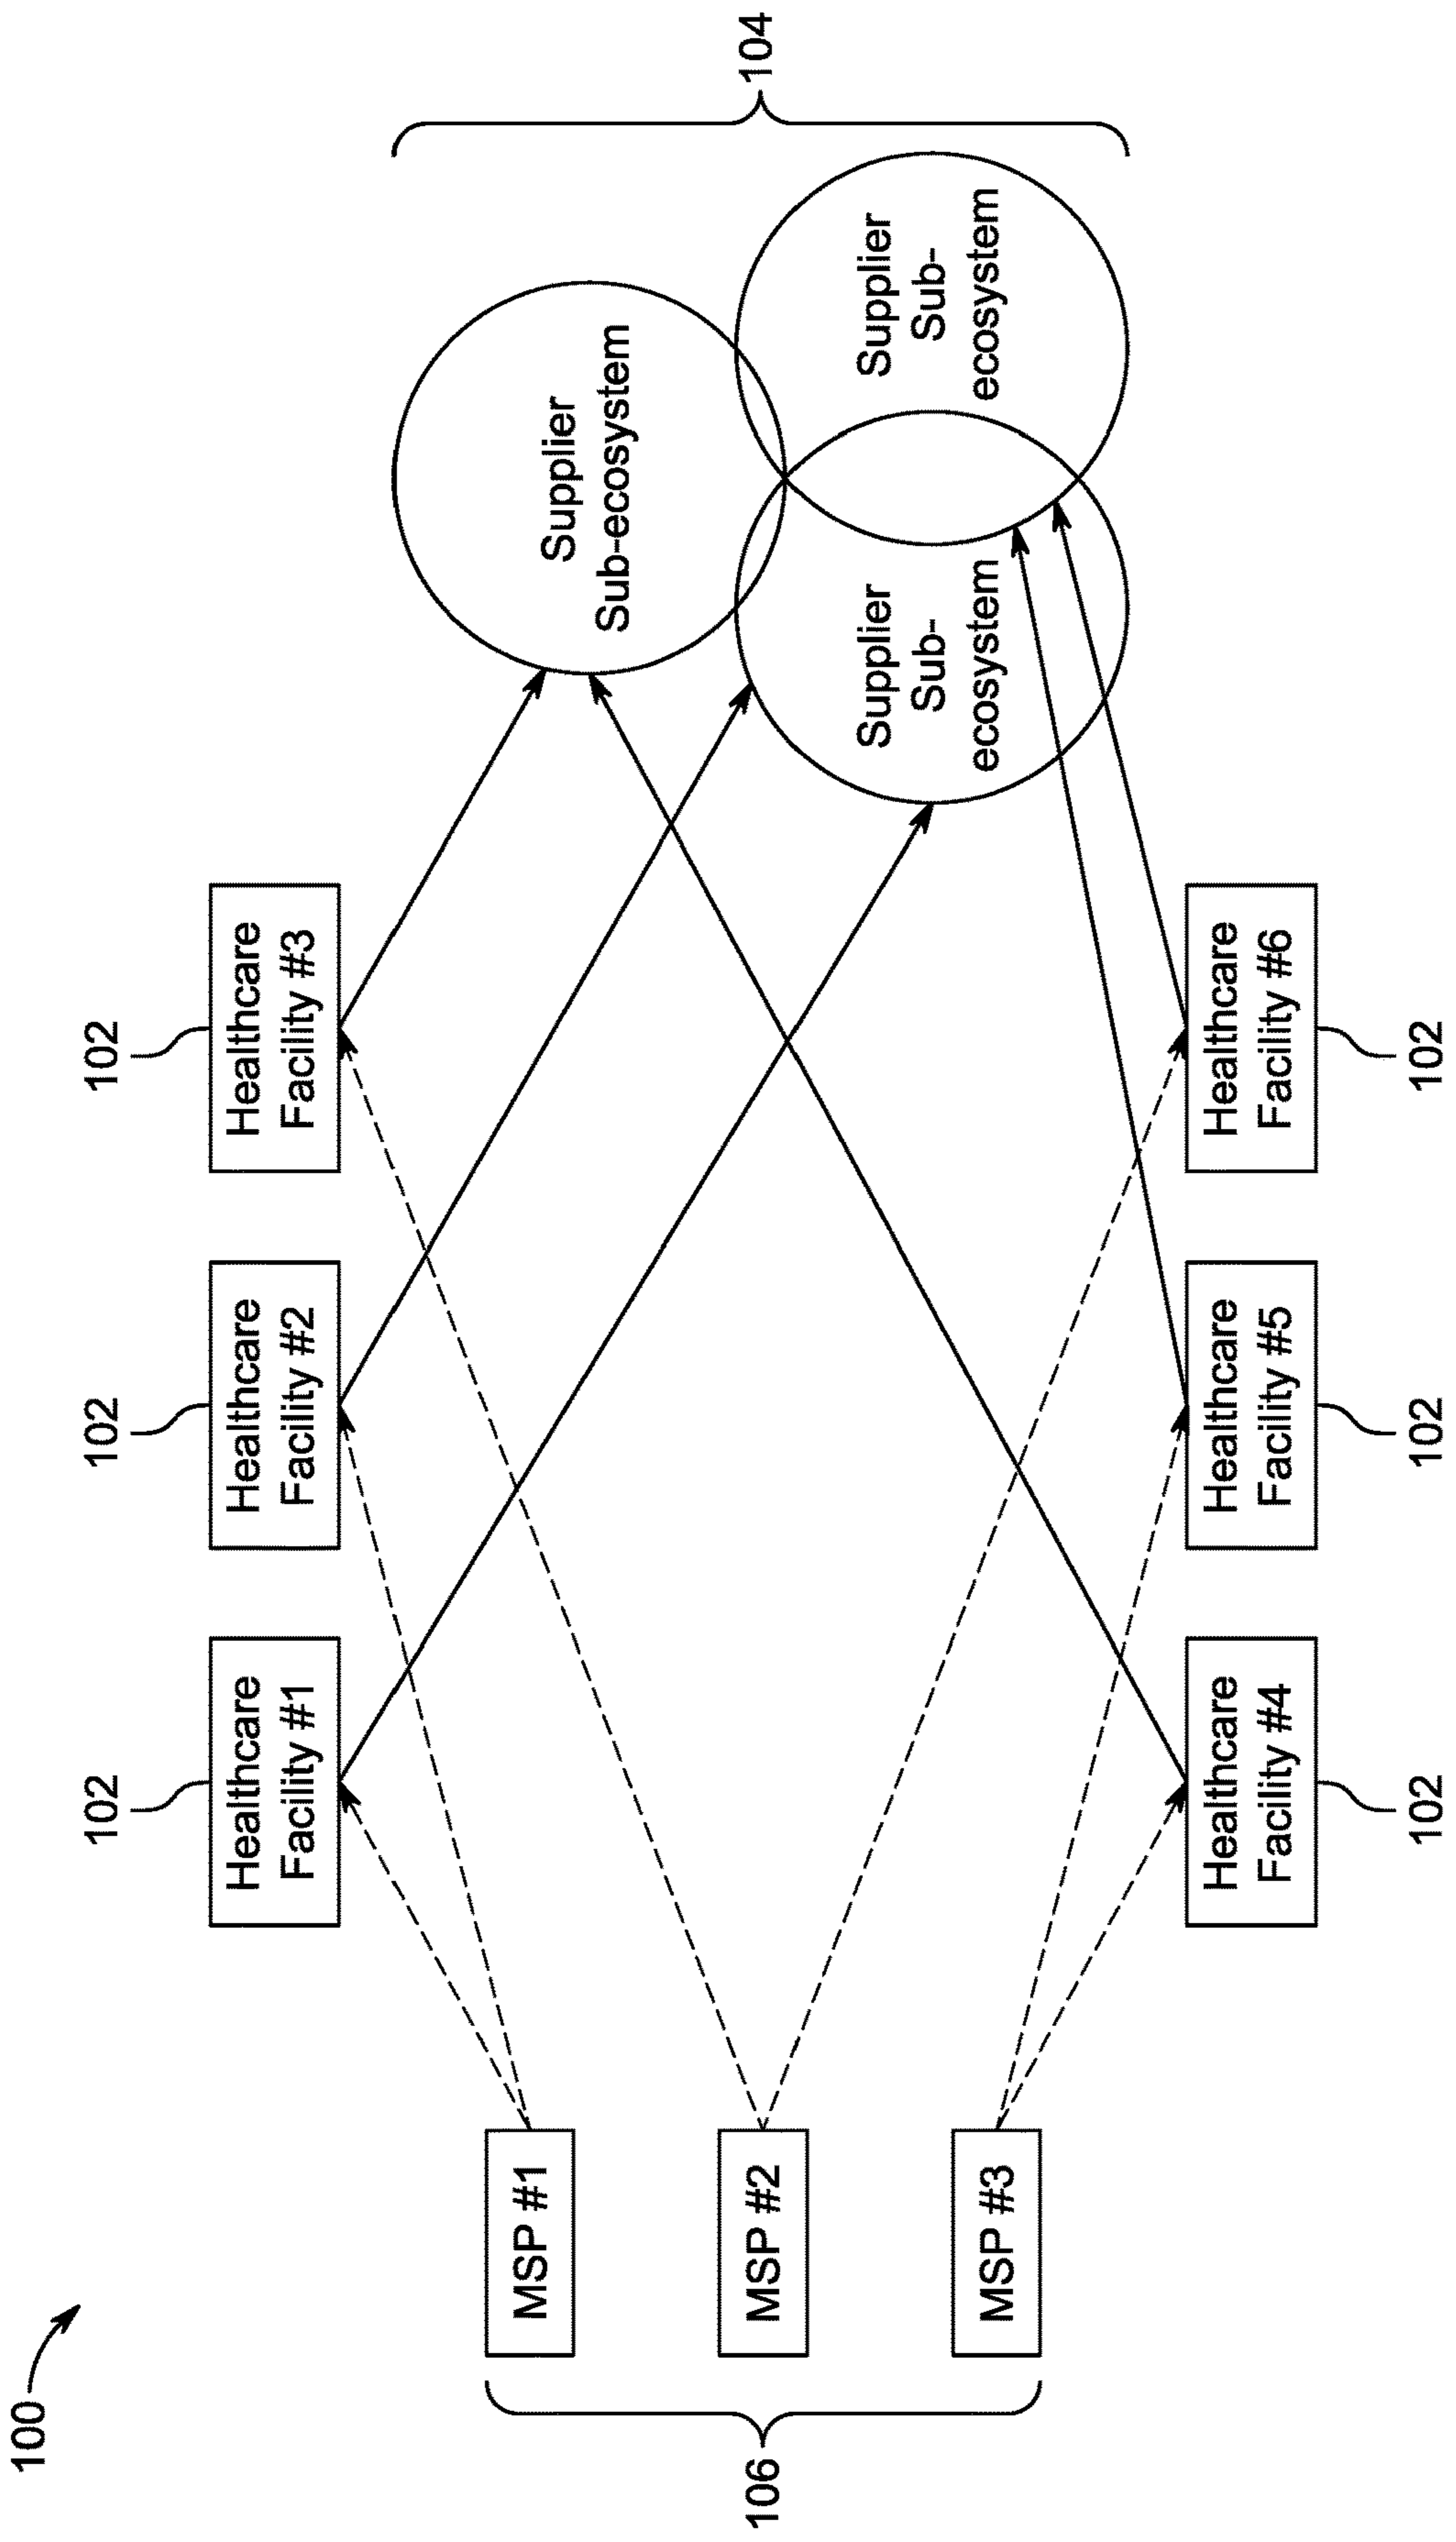 100
102
102
102
Healthcare
Facility #1
Healthcare
Facility #2
Healthcare
Facility #3
106
MSP #1
MSP #2
MSP #3
Supplier
Sub-ecosystem
Supplier
Sub-
ecosystem
Supplier
Sub-
ecosystem
104
Healthcare
Facility #4
Healthcare
Facility #5
Healthcare
Facility #6
102
102
102